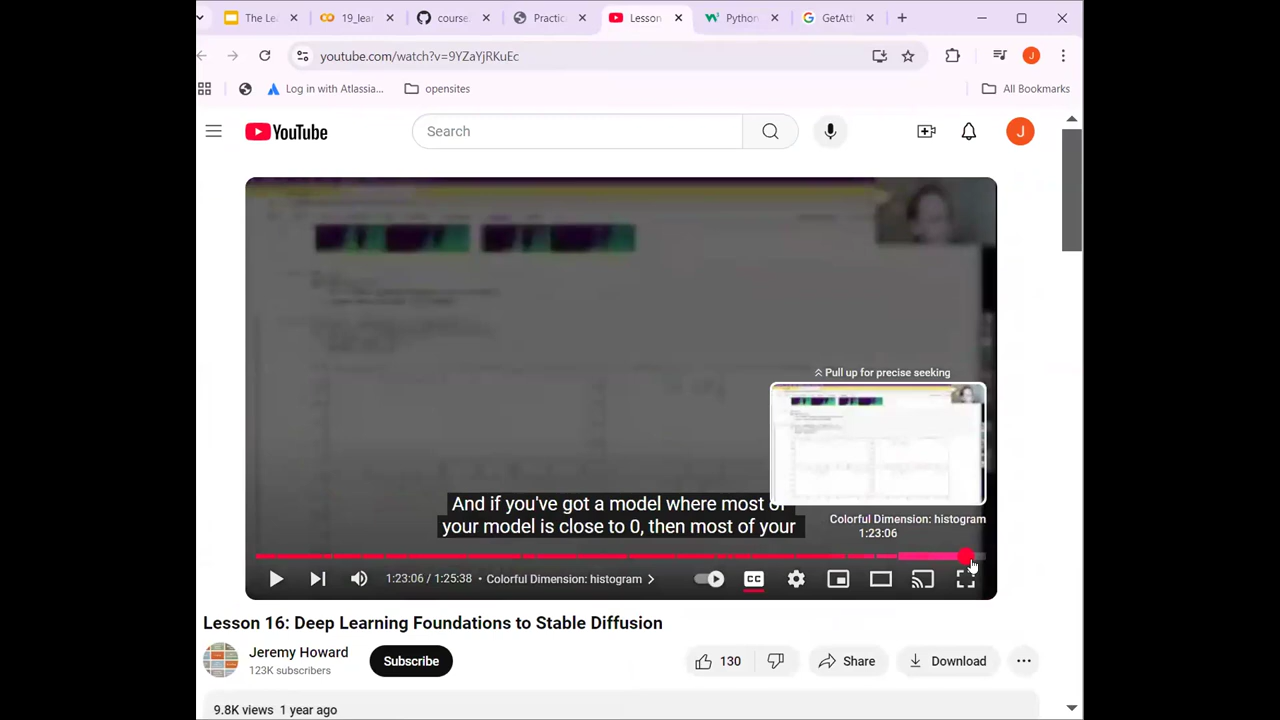 The Le
19_lear
course.
Practic
Lesson
Python
GetAtt
youtube.com/watch?v=9YZaYjRKuEc
J
Log in with Atlassia...
opensites
All Bookmarks
YouTube
Search
J
Pull up for precise seeking
And if you've got a model where most of
your model is close to 0, then most of your
Colorful Dimension: histogram
1:23:06
1:23:06 / 1:25:38 • Colorful Dimension: histogram
CC
Lesson 16: Deep Learning Foundations to Stable Diffusion
Jeremy Howard
123K subscribers
Subscribe
130
Share
Download
9.8K views 1 year ago